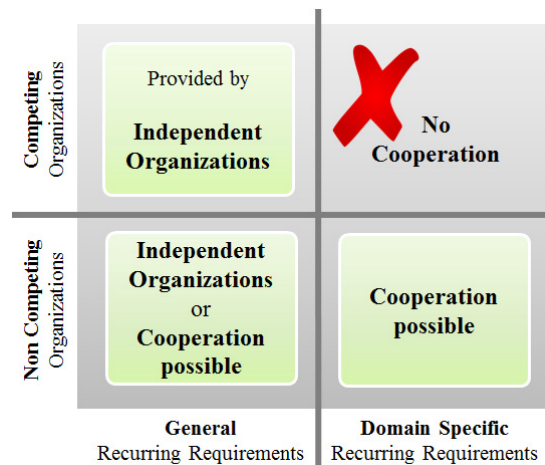 Competing
Organizations
Provided by
Independent
Organizations
No
Cooperation
Non Competing
Organizations
Independent
Organizations
or
Cooperation
possible
Cooperation
possible
General
Recurring Requirements
Domain Specific
Recurring Requirements